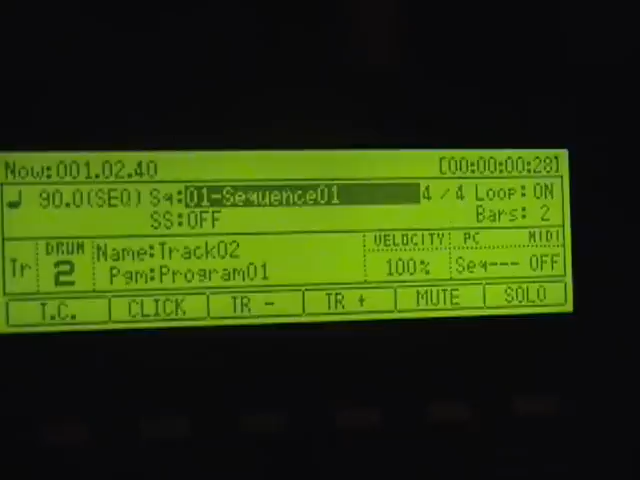 Now:001.02.40 [00:00:00:28]
♩ 90.0(SEQ) Sq:01-Sequence01 4/4 Loop:ON
SS:OFF Bars: 2
Tr DRUM 2 Name:Track02 VELOCITY: PC MIDI
Pgm:Program01 100% Seq--- OFF
T.C. CLICK TR - TR + MUTE SOLO